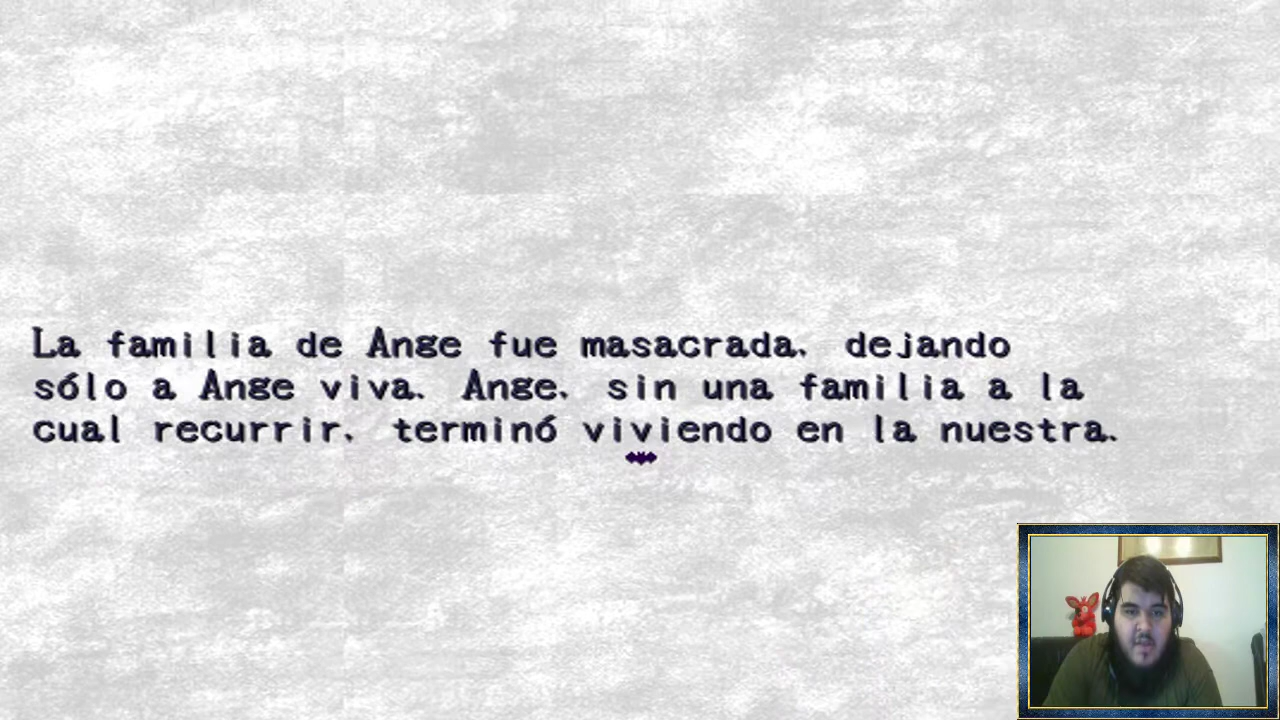 La familia de Ange fue masacrada, dejando
sólo a Ange viva. Ange, sin una familia a la
cual recurrir, terminó viviendo en la nuestra.